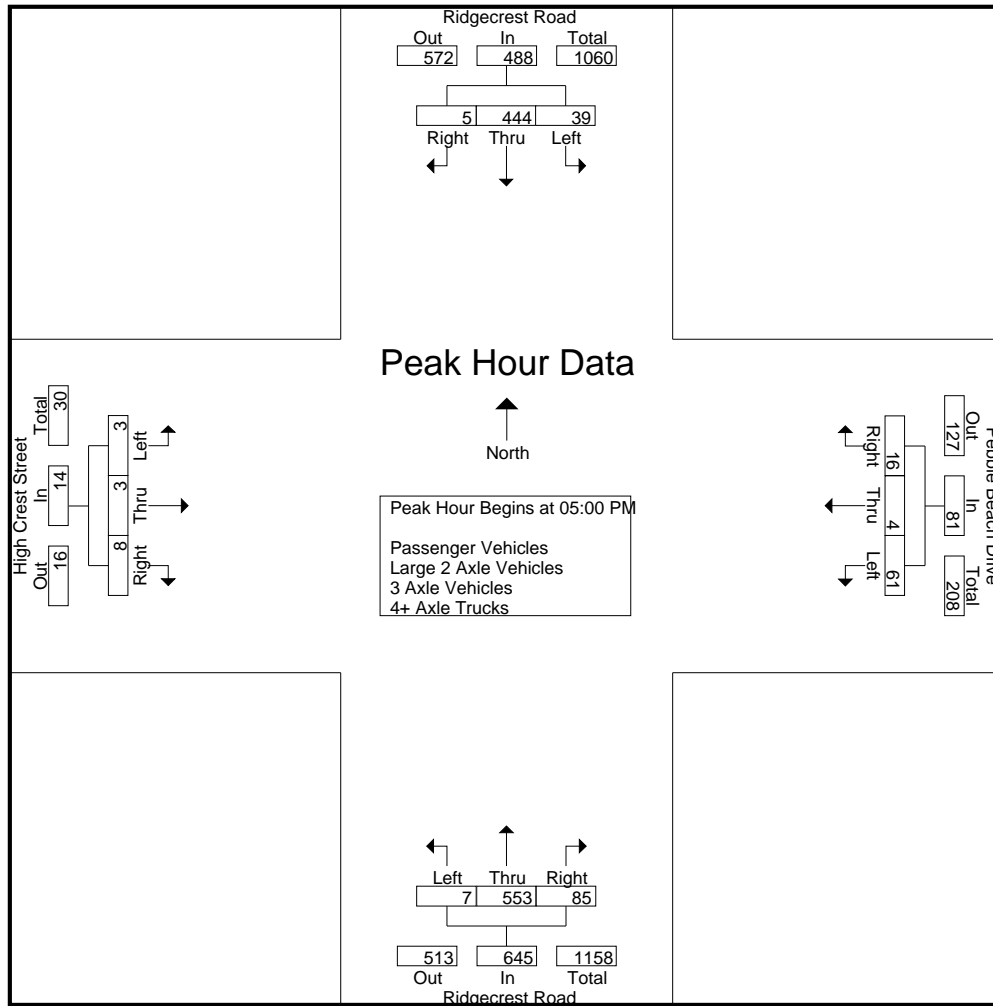 Ridgecrest Road
Out In Total
572 488 1060
5 444 39
Right Thru Left
Peak Hour Data
North
Peak Hour Begins at 05:00 PM
Passenger Vehicles
Large 2 Axle Vehicles
3 Axle Vehicles
4+ Axle Trucks
High Crest Street
Out In Total
16 14 30
8 3 3
Right Thru Left
Pebble Beach Drive
Out In Total
127 81 208
16 4 61
Right Thru Left
Left Thru Right
7 553 85
513 645 1158
Out In Total
Ridgecrest Road